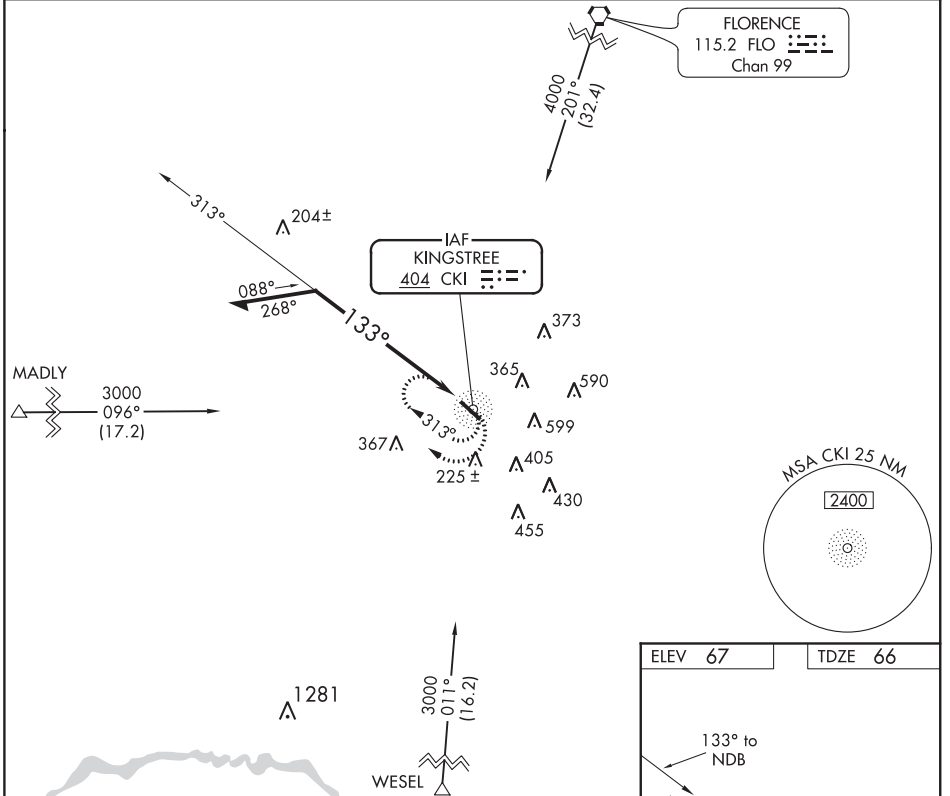 FLORENCE
115.2 FLO
Chan 99
4000
201°
(32.4)
313°
204±
IAF
KINGSTREE
404 CKI
088°
268°
133°
373
MADLY
3000
096°
(17.2)
365
590
313°
599
367
225 ±
405
430
455
MSA CKI 25 NM
2400
ELEV 67
TDZE 66
1281
3000
011°
(16.2)
133° to
NDB
WESEL